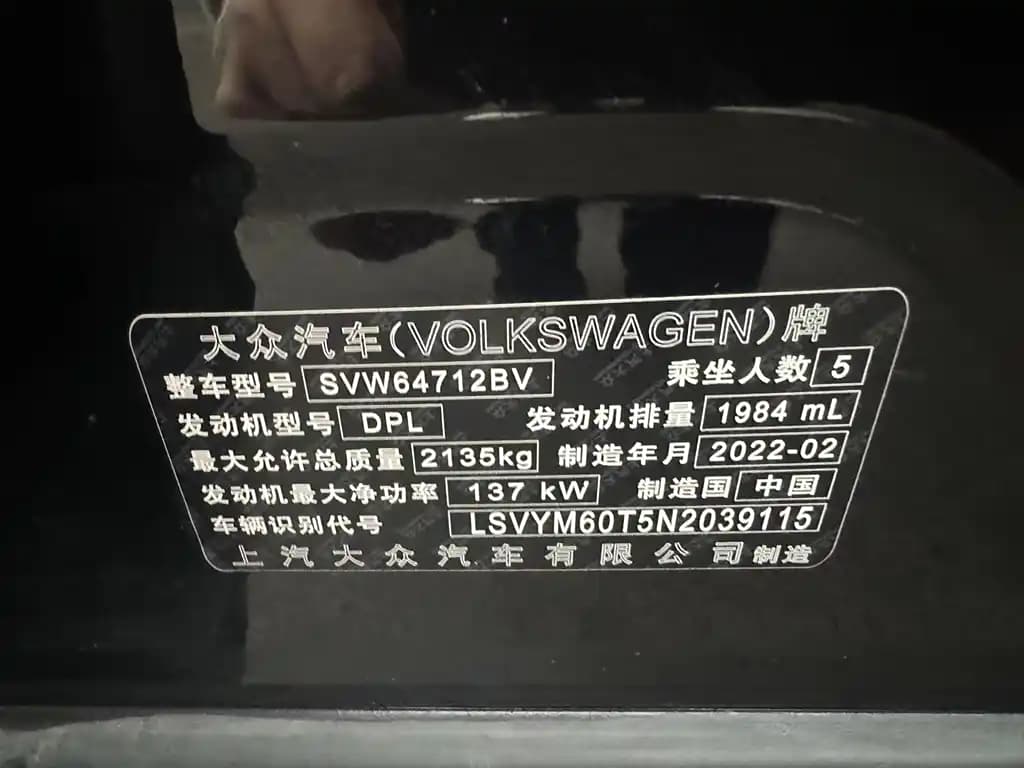 大众汽车(VOLKSWAGEN)牌
整车型号 SVW64712BV 乘坐人数 5
发动机型号 DPL 发动机排量 1984 mL
最大允许总质量 2135kg 制造年月 2022-02
发动机最大净功率 137 kW 制造国 中国
车辆识别代号 LSVYM60T5N2039115
上汽大众汽车有限公司制造